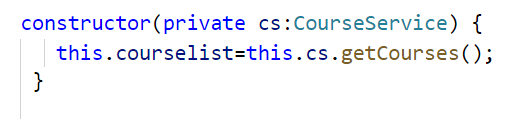 constructor(private cs:CourseService) {
this.courselist=this.cs.getCourses();
}